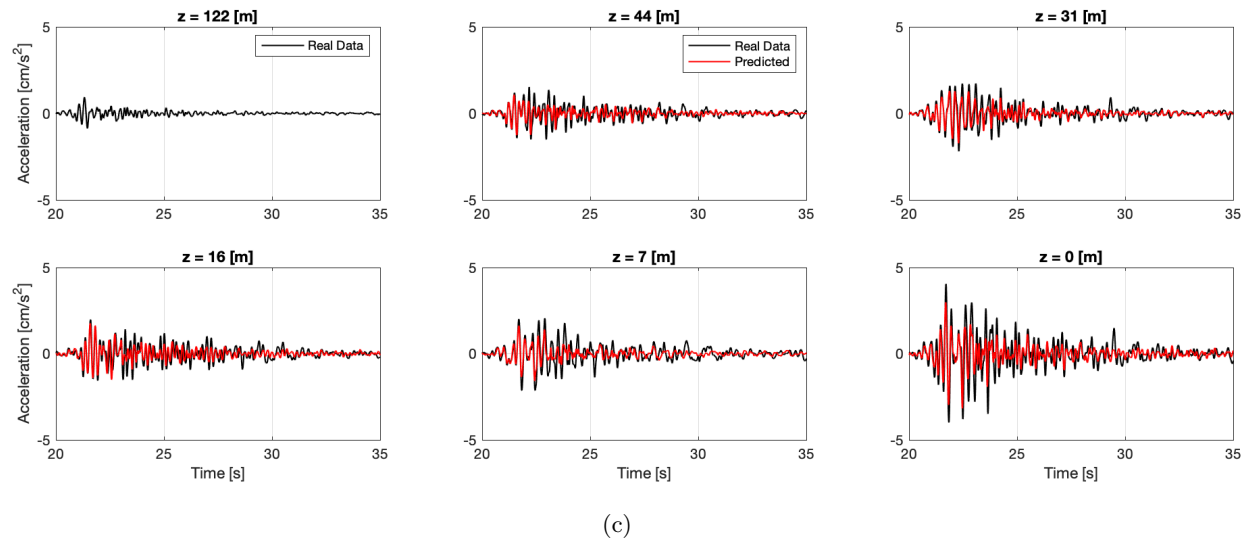 z = 122 [m]
z = 44 [m]
z = 31 [m]
Acceleration [cm/s²]
5
0
-5
Real Data
20
25
30
35
5
0
-5
Real Data
Predicted
20
25
30
35
5
0
-5
20
25
30
35
z = 16 [m]
z = 7 [m]
z = 0 [m]
Acceleration [cm/s²]
5
0
-5
20
25
30
35
Time [s]
5
0
-5
20
25
30
35
Time [s]
5
0
-5
20
25
30
35
Time [s]
(c)